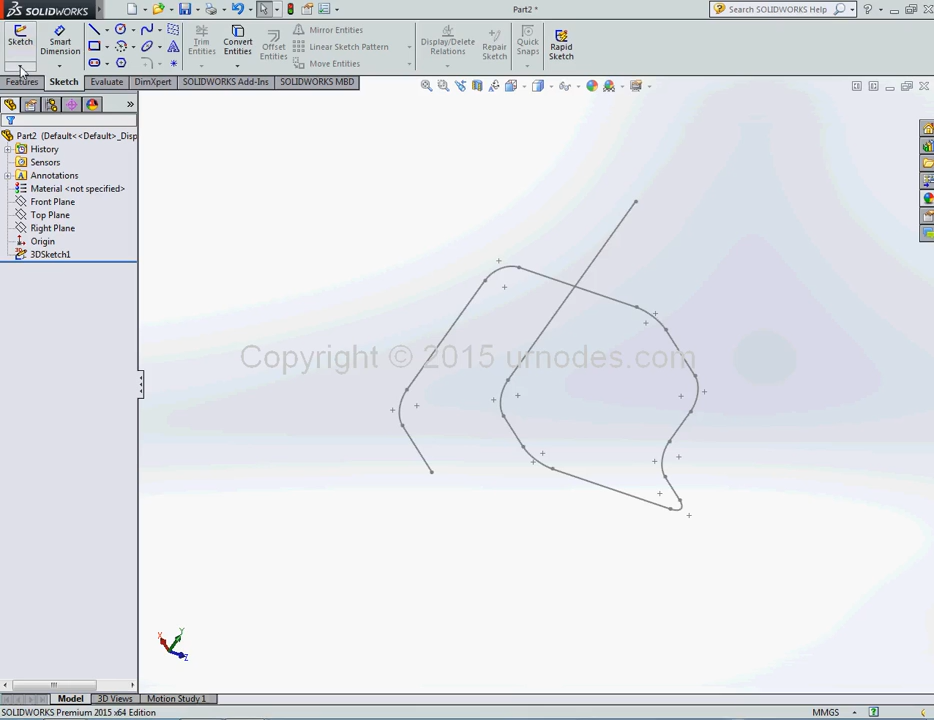 SOLIDWORKS
Part2 *
Search SOLIDWORKS Help
Sketch
Smart Dimension
Trim Entities
Convert Entities
Offset Entities
Mirror Entities
Linear Sketch Pattern
Move Entities
Display/Delete Relations
Repair Sketch
Quick Snaps
Rapid Sketch
Features
Sketch
Evaluate
DimXpert
SOLIDWORKS Add-Ins
SOLIDWORKS MBD
Part2 (Default<<Default>_Disp
History
Sensors
Annotations
Material <not specified>
Front Plane
Top Plane
Right Plane
Origin
3DSketch1
Copyright © 2015 urnodes.com
X
Y
Z
Model
3D Views
Motion Study 1
SOLIDWORKS Premium 2015 x64 Edition
MMGS